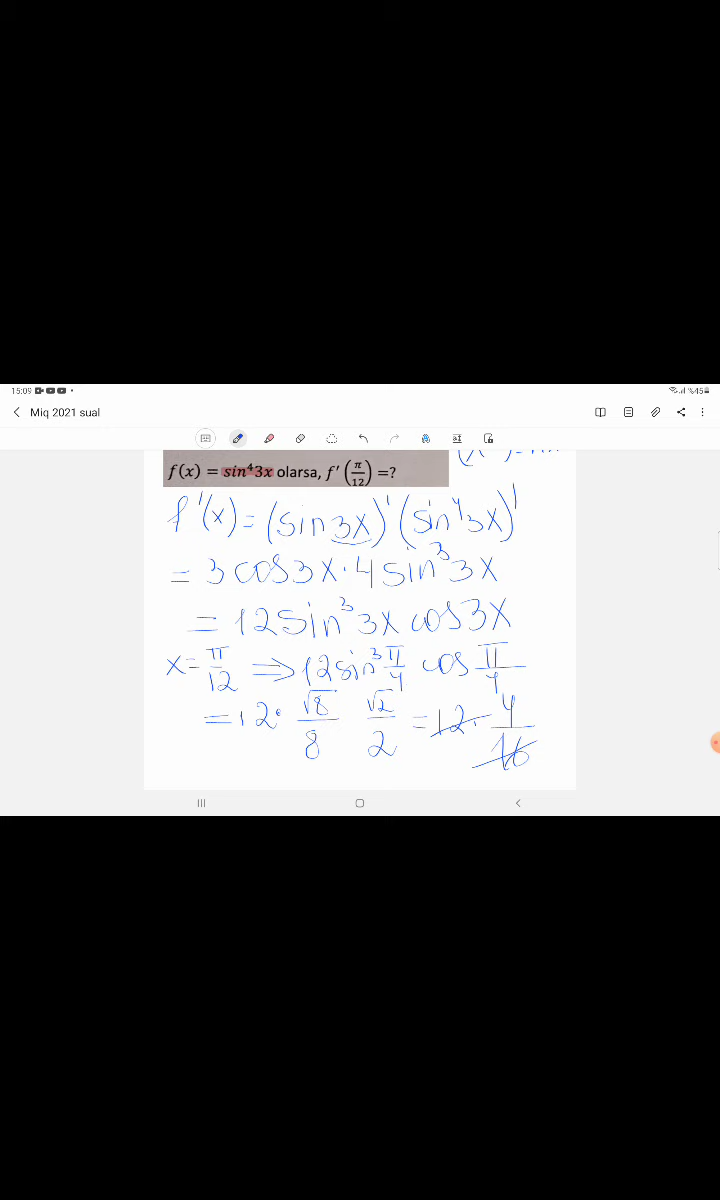 15:09 %45
Miq 2021 sual
f(x) = sin⁴3x olarsa, f′(π/12) =?
f'(x) = (sin3x)' (sin⁴3x)'
= 3cos3x · 4sin³3x
= 12sin³3x cos3x
x = π/12 ⇒ 12sin³ π/4 cos π/4
= 12 · √8/8 √2/2 = 12 · 4/16